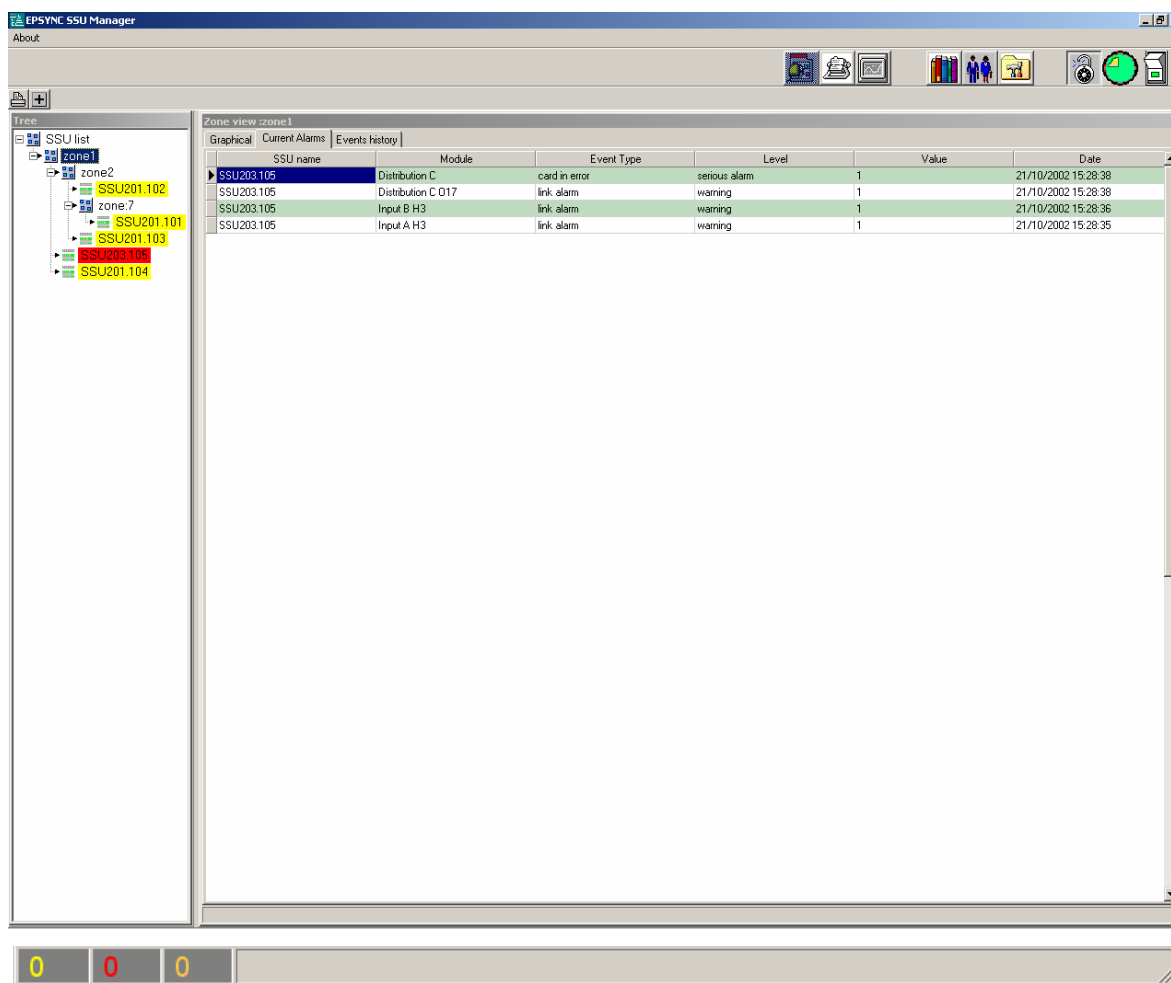 EPSYNC SSU Manager
About
Tree
SSU list
zone1
zone2
SSU201.102
zone:7
SSU201.101
SSU201.103
SSU203.105
SSU201.104
Zone view :zone1
Graphical Current Alarms Events history
SSU name Module Event Type Level Value Date
SSU203.105 Distribution C card in error serious alarm 1 21/10/2002 15:28:38
SSU203.105 Distribution C O17 link alarm warning 1 21/10/2002 15:28:38
SSU203.105 Input B H3 link alarm warning 1 21/10/2002 15:28:36
SSU203.105 Input A H3 link alarm warning 1 21/10/2002 15:28:35
0 0 0